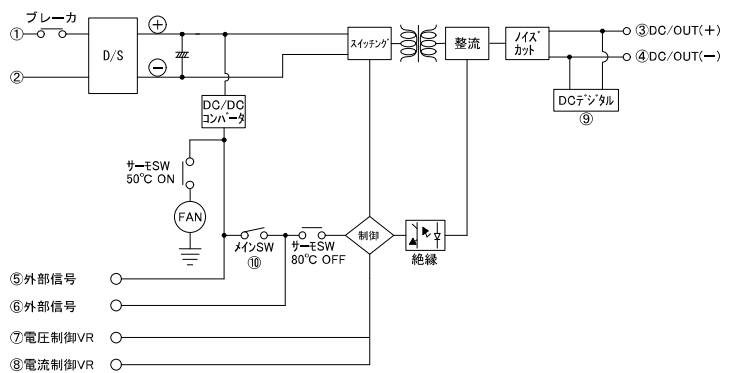 ブレーカ
①
②
D/S
+
−
DC/DC
コンバータ
スイッチング
整流
ノイズ
カット
③DC/OUT(+)
④DC/OUT(−)
DCデジタル
⑨
サーモSW
50℃ ON
FAN
メインSW
⑩
サーモSW
80℃ OFF
制御
絶縁
⑤外部信号
⑥外部信号
⑦電圧制御VR
⑧電流制御VR